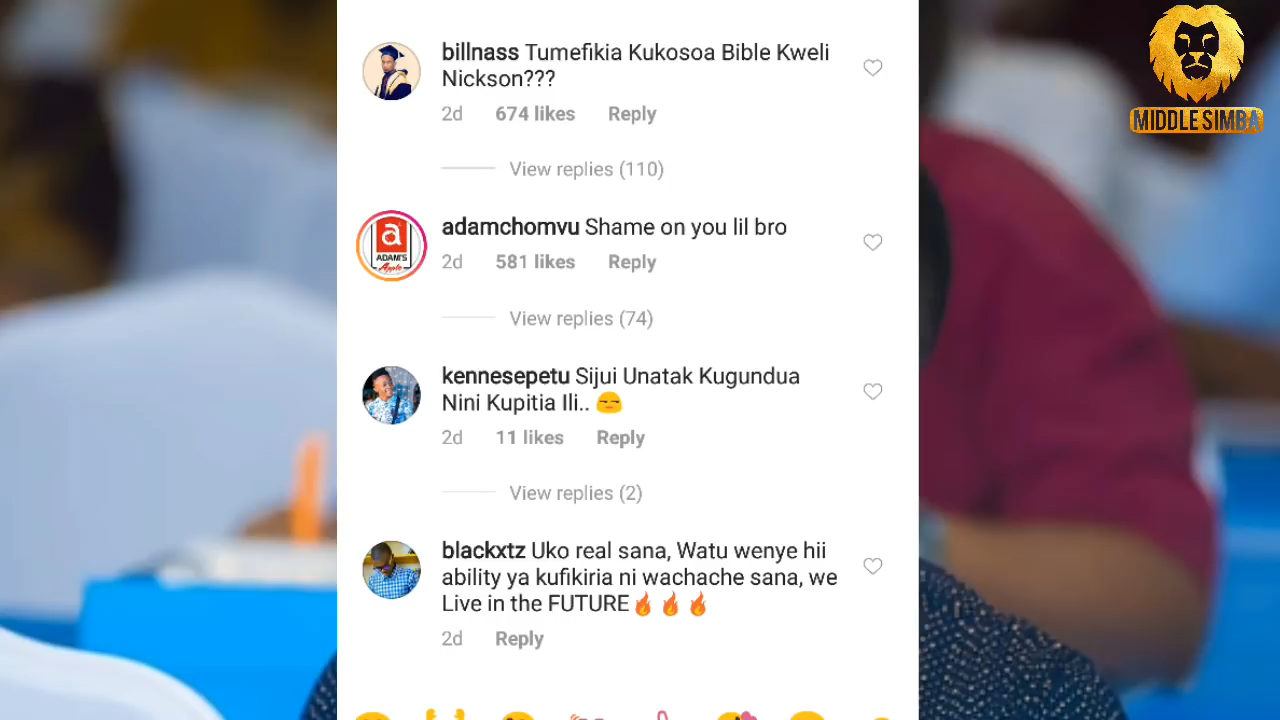 billnass Tumefikia Kukosoa Bible Kweli
Nickson???
2d 674 likes Reply
View replies (110)
adamchomvu Shame on you lil bro
2d 581 likes Reply
View replies (74)
kennesepetu Sijui Unatak Kugundua
Nini Kupitia Ili.. 😒
2d 11 likes Reply
View replies (2)
blackxtz Uko real sana, Watu wenye hii
ability ya kufikiria ni wachache sana, we
Live in the FUTURE🔥🔥🔥
2d Reply
a
ADAM'S
Apple
MIDDLE SIMBA